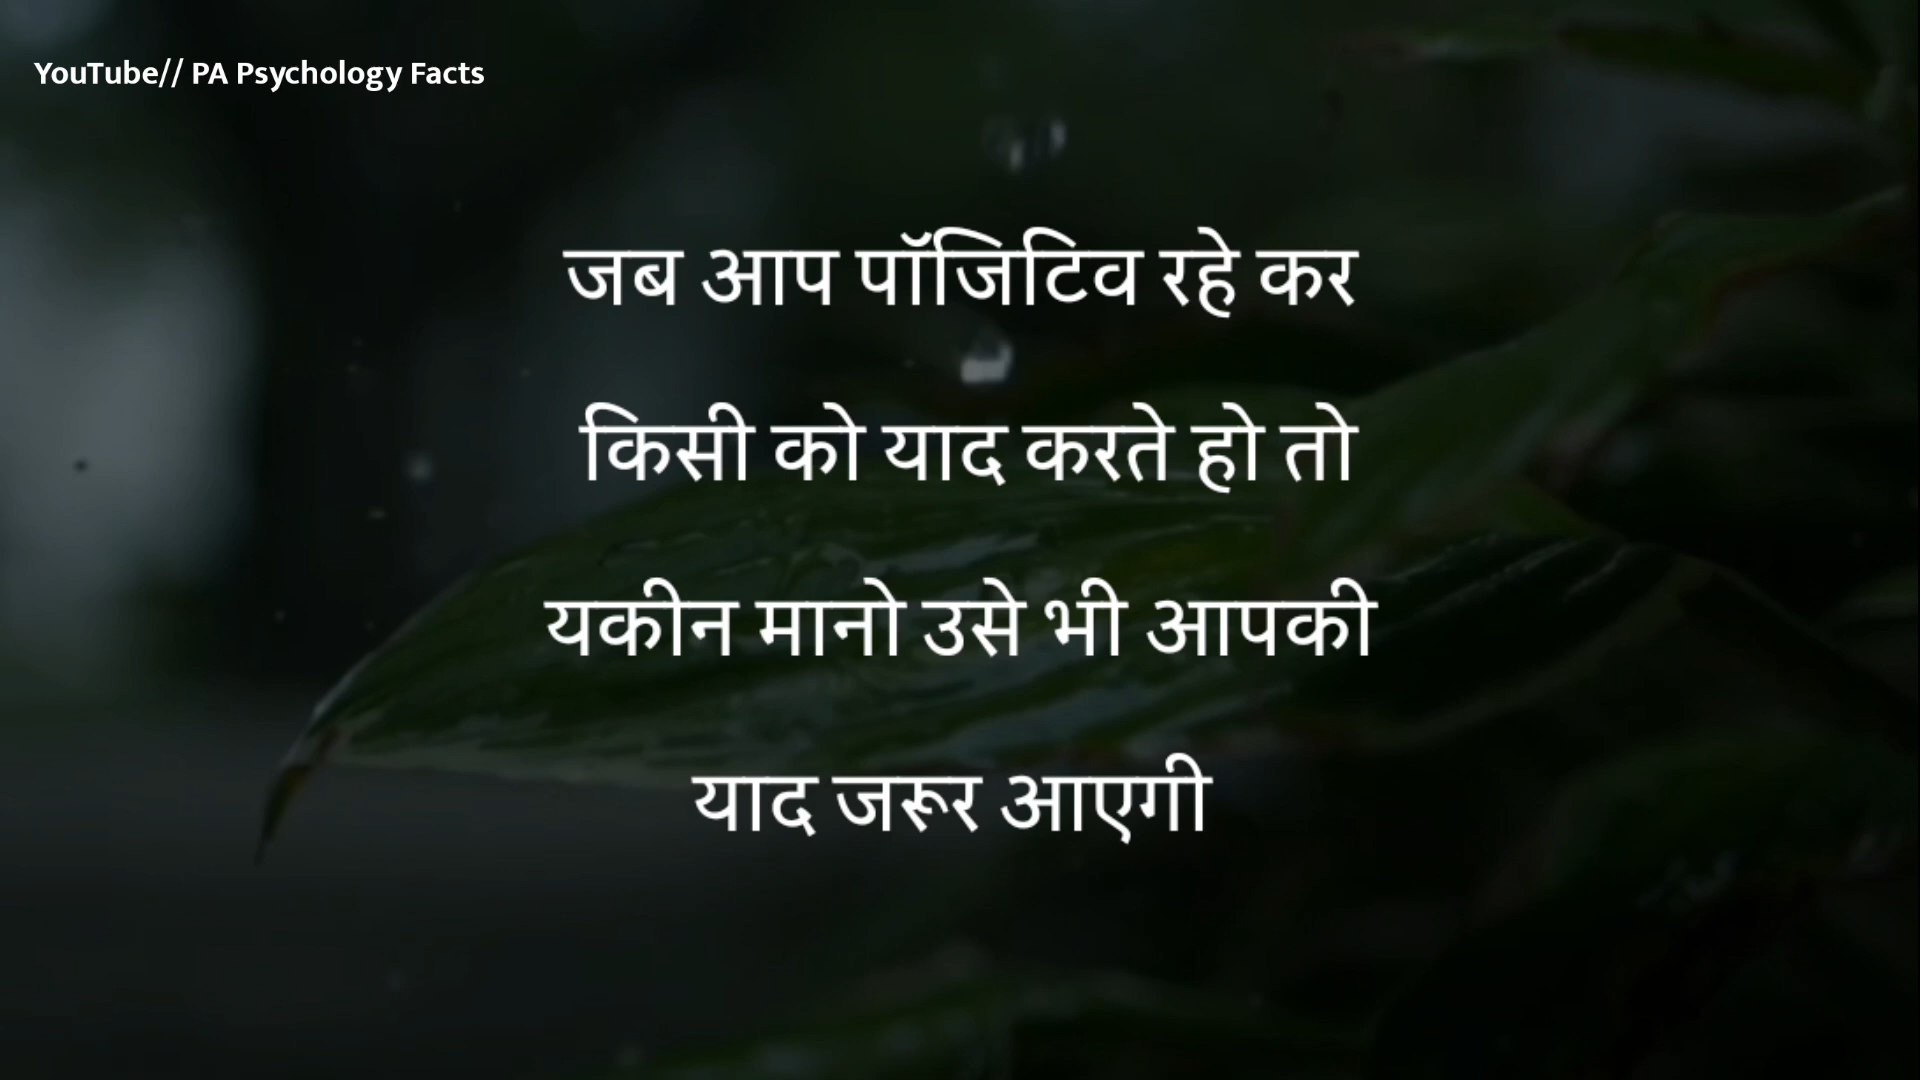 YouTube// PA Psychology Facts
जब आप पॉजिटिव रहे कर
किसी को याद करते हो तो
यकीन मानो उसे भी आपकी
याद जरूर आएगी